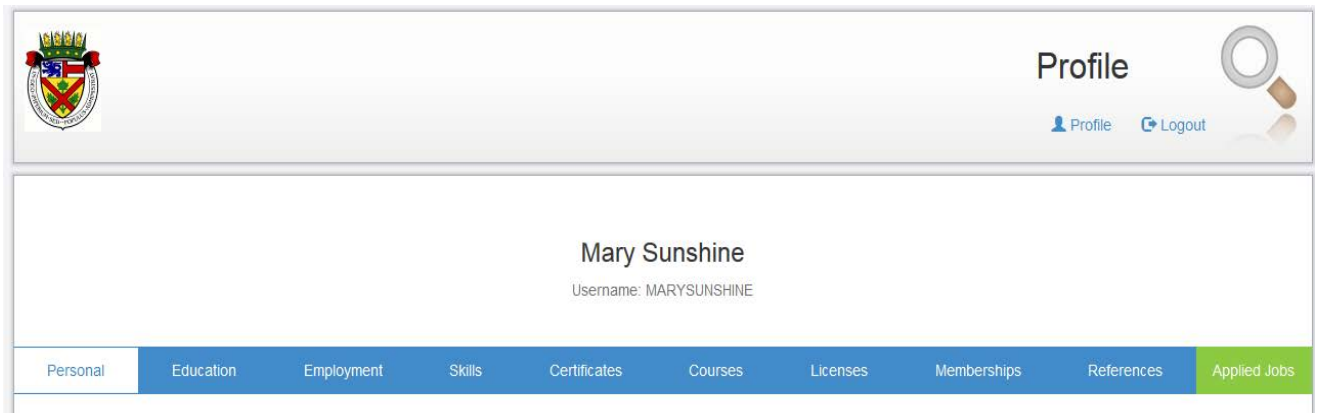 Profile
Profile Logout
Mary Sunshine
Username: MARYSUNSHINE
Personal Education Employment Skills Certificates Courses Licenses Memberships References Applied Jobs